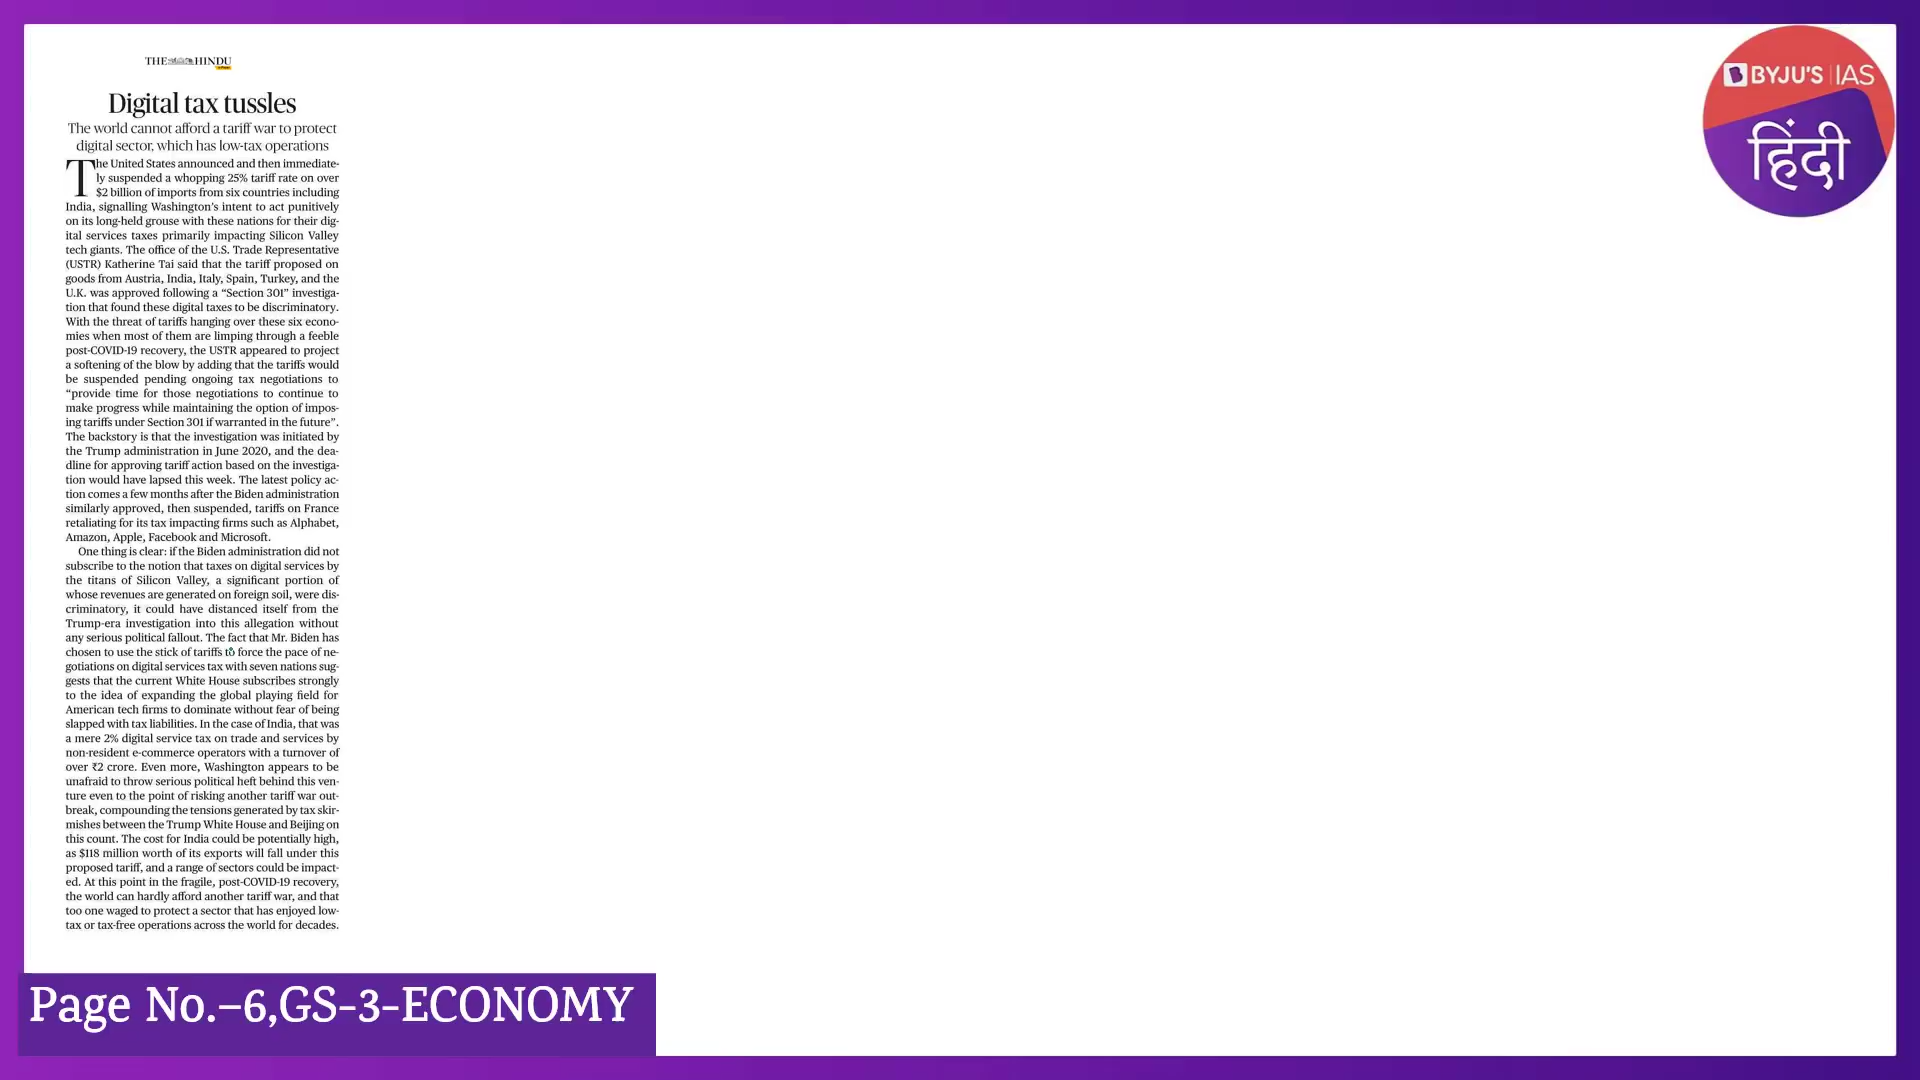 THE HINDU
Digital tax tussles
The world cannot afford a tariff war to protect
digital sector, which has low-tax operations
The United States announced and then immediate-
ly suspended a whopping 25% tariff rate on over
$2 billion of imports from six countries including
India, signalling Washington's intent to act punitively
on its long-held grouse with these nations for their dig-
ital services taxes primarily impacting Silicon Valley
tech giants. The office of the U.S. Trade Representative
(USTR) Katherine Tai said that the tariff proposed on
goods from Austria, India, Italy, Spain, Turkey, and the
U.K. was approved following a “Section 301” investiga-
tion that found these digital taxes to be discriminatory.
With the threat of tariffs hanging over these six econo-
mies when most of them are limping through a feeble
post-COVID-19 recovery, the USTR appeared to project
a softening of the blow by adding that the tariffs would
be suspended pending ongoing tax negotiations to
“provide time for those negotiations to continue to
make progress while maintaining the option of impos-
ing tariffs under Section 301 if warranted in the future”.
The backstory is that the investigation was initiated by
the Trump administration in June 2020, and the dea-
dline for approving tariff action based on the investiga-
tion would have lapsed this week. The latest policy ac-
tion comes a few months after the Biden administration
similarly approved, then suspended, tariffs on France
retaliating for its tax impacting firms such as Alphabet,
Amazon, Apple, Facebook and Microsoft.
One thing is clear: if the Biden administration did not
subscribe to the notion that taxes on digital services by
the titans of Silicon Valley, a significant portion of
whose revenues are generated on foreign soil, were dis-
criminatory, it could have distanced itself from the
Trump-era investigation into this allegation without
any serious political fallout. The fact that Mr. Biden has
chosen to use the stick of tariffs to force the pace of ne-
gotiations on digital services tax with seven nations sug-
gests that the current White House subscribes strongly
to the idea of expanding the global playing field for
American tech firms to dominate without fear of being
slapped with tax liabilities. In the case of India, that was
a mere 2% digital service tax on trade and services by
non-resident e-commerce operators with a turnover of
over ₹2 crore. Even more, Washington appears to be
unafraid to throw serious political heft behind this ven-
ture even to the point of risking another tariff war out-
break, compounding the tensions generated by tax skir-
mishes between the Trump White House and Beijing on
this count. The cost for India could be potentially high,
as $118 million worth of its exports will fall under this
proposed tariff, and a range of sectors could be impact-
ed. At this point in the fragile, post-COVID-19 recovery,
the world can hardly afford another tariff war, and that
too one waged to protect a sector that has enjoyed low-
tax or tax-free operations across the world for decades.
BYJU'S IAS
हिंदी
Page No.–6,GS-3-ECONOMY